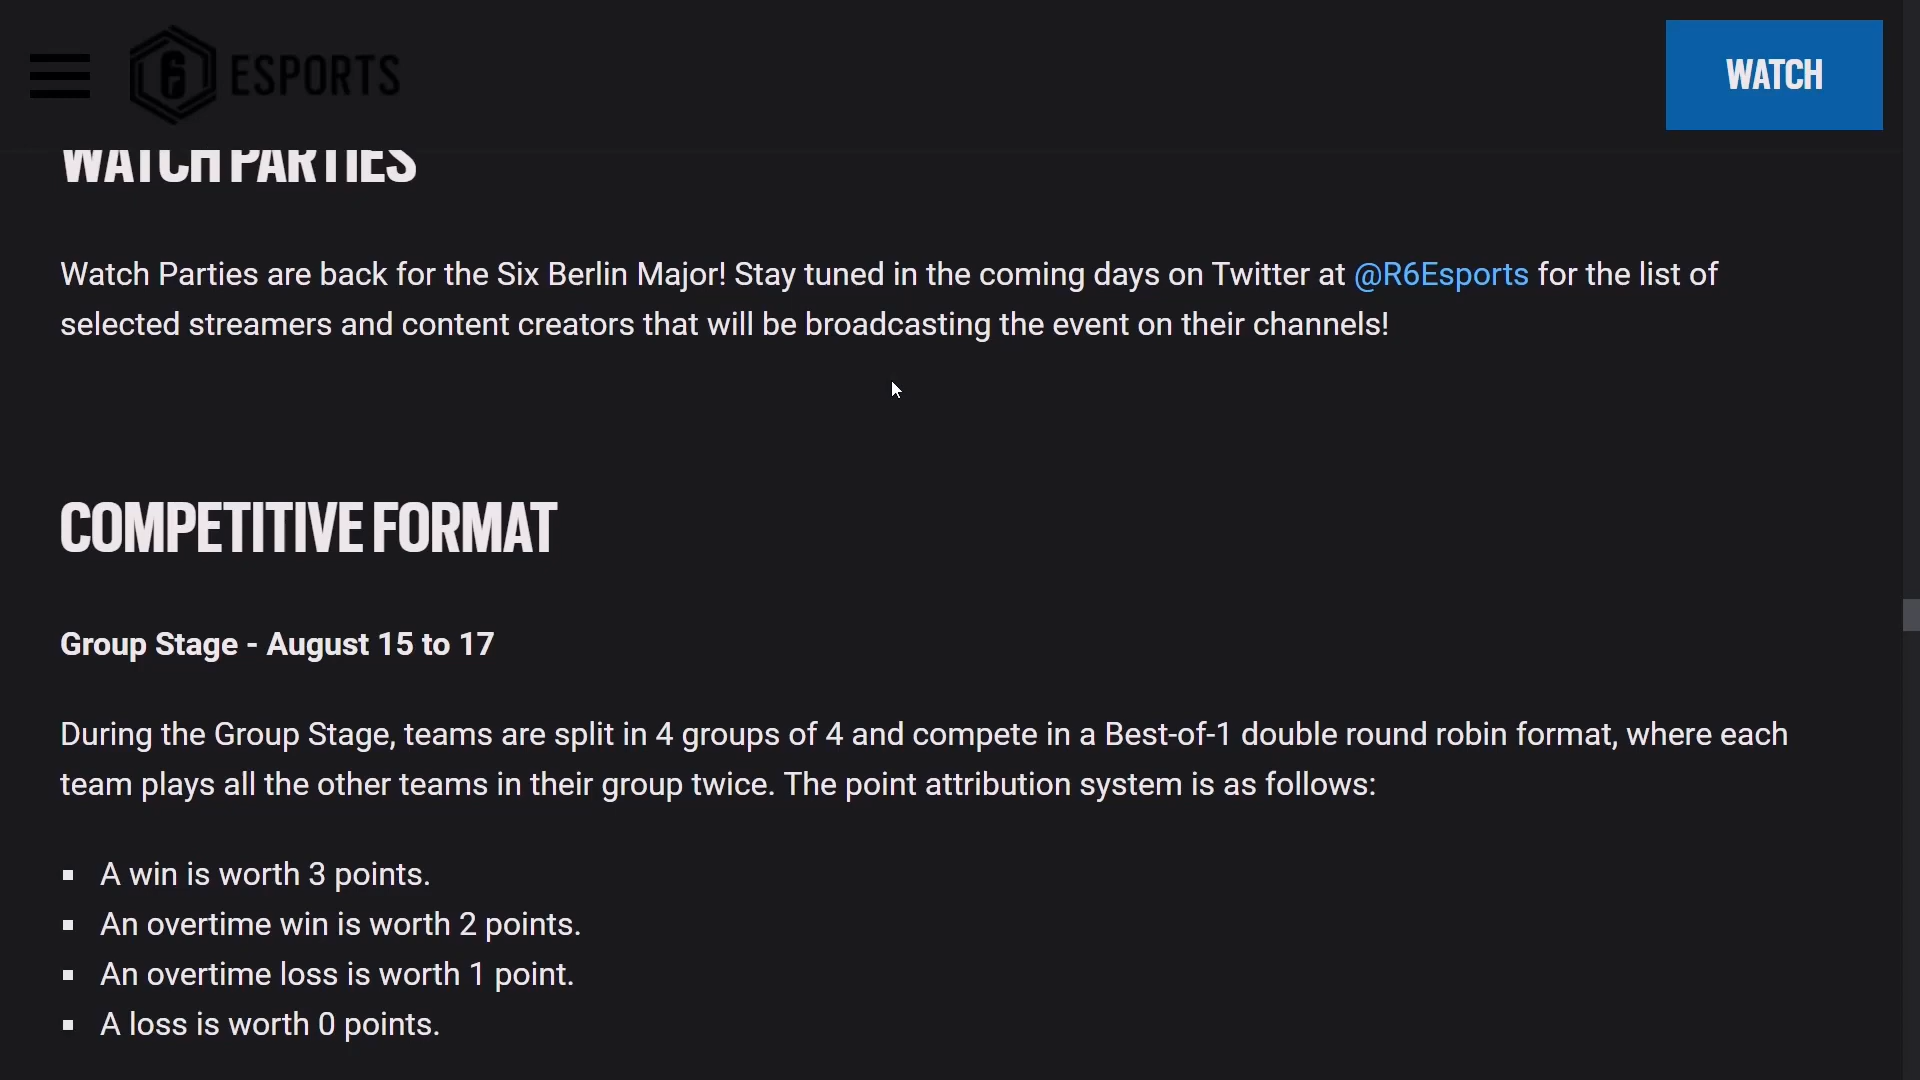 6 ESPORTS
WATCH
WATCH PARTIES
Watch Parties are back for the Six Berlin Major! Stay tuned in the coming days on Twitter at @R6Esports for the list of
selected streamers and content creators that will be broadcasting the event on their channels!
COMPETITIVE FORMAT
Group Stage - August 15 to 17
During the Group Stage, teams are split in 4 groups of 4 and compete in a Best-of-1 double round robin format, where each
team plays all the other teams in their group twice. The point attribution system is as follows:
▪ A win is worth 3 points.
▪ An overtime win is worth 2 points.
▪ An overtime loss is worth 1 point.
▪ A loss is worth 0 points.